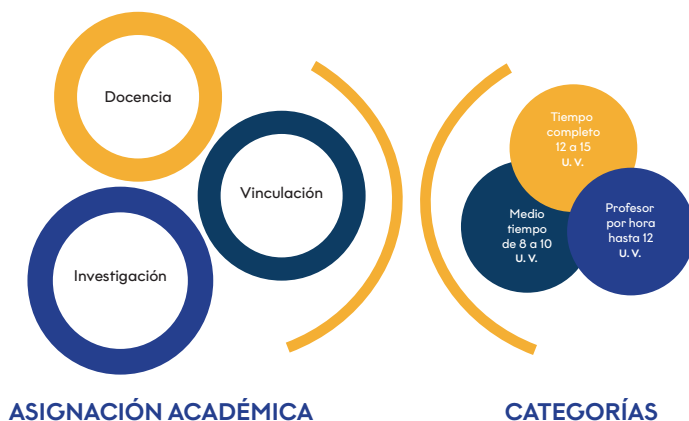 Docencia
Vinculación
Investigación
Tiempo
completo
12 a 15
U. V.
Medio
tiempo
de 8 a 10
U. V.
Profesor
por hora
hasta 12
U. V.
ASIGNACIÓN ACADÉMICA
CATEGORÍAS